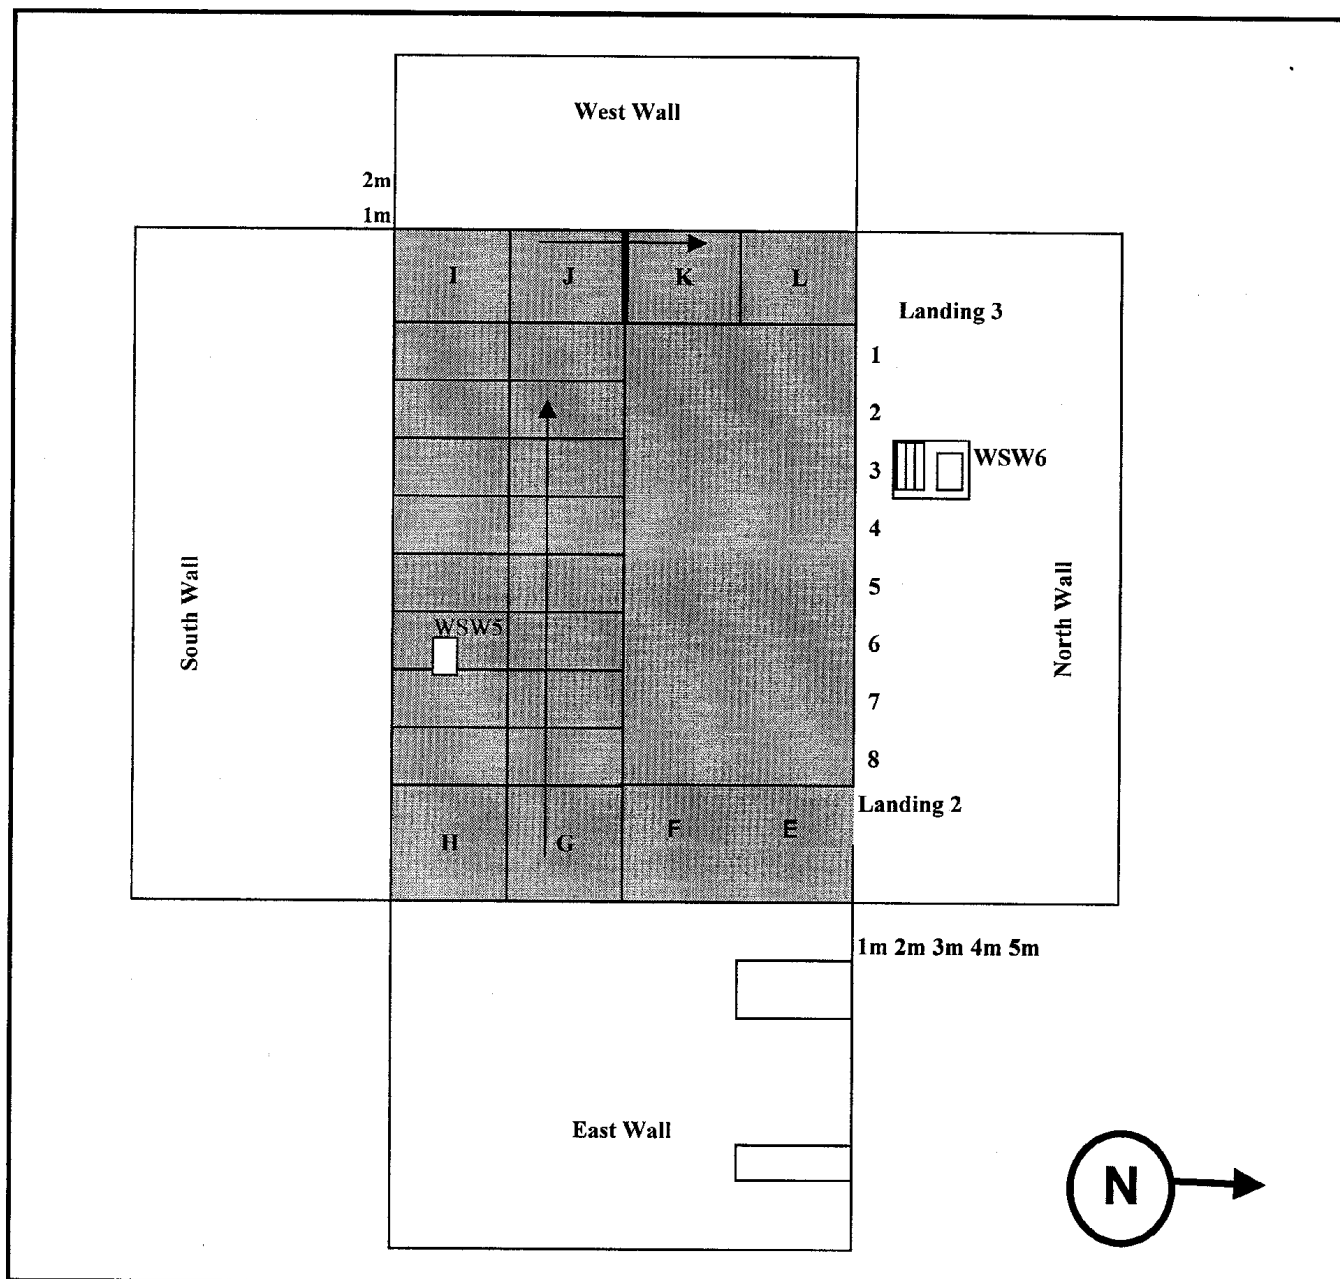 West Wall
2m
1m
I J K L
Landing 3
1
2
3
WSW6
4
5
South Wall
North Wall
WSW5
6
7
8
Landing 2
H G F E
1m 2m 3m 4m 5m
East Wall
N